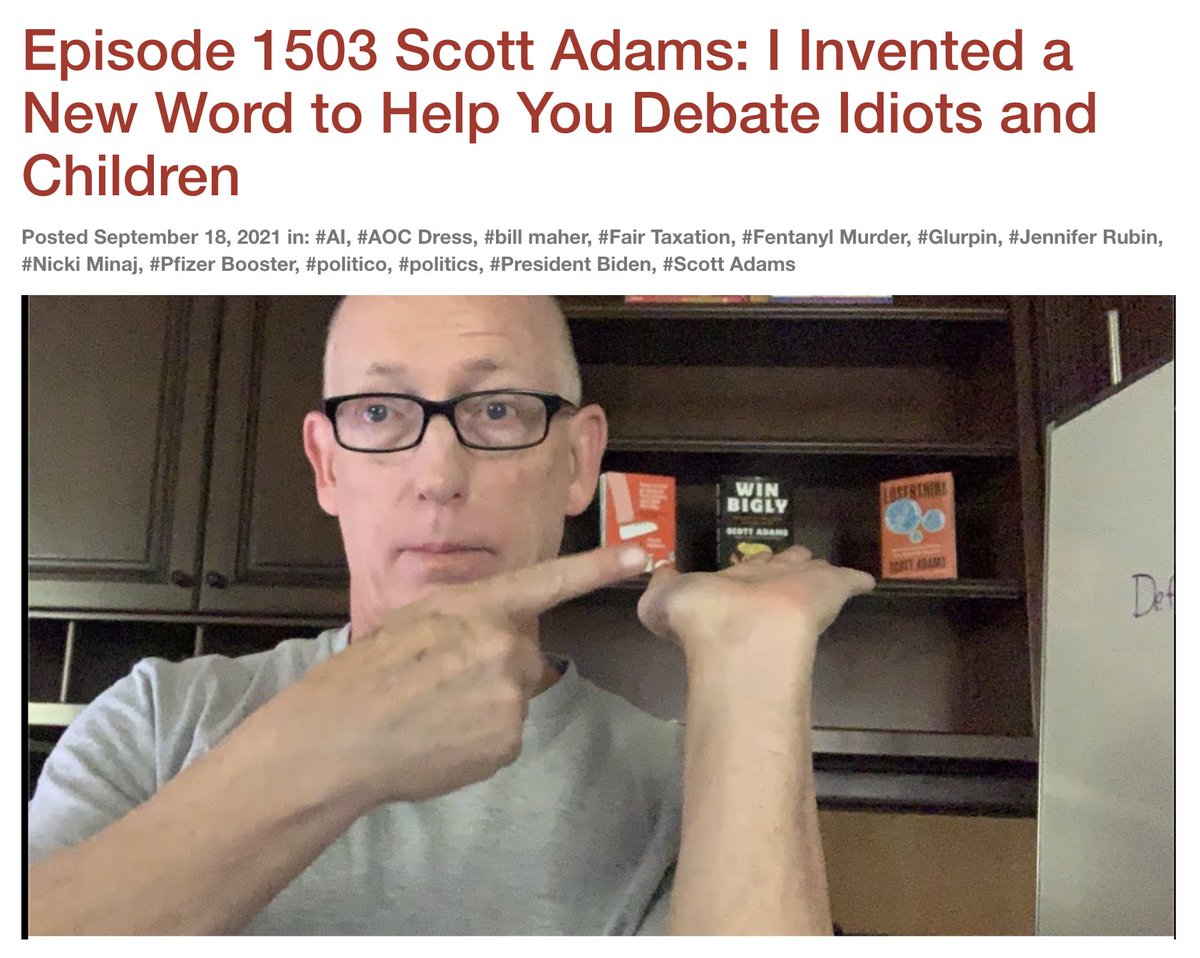 Episode 1503 Scott Adams: I Invented a
New Word to Help You Debate Idiots and
Children
Posted September 18, 2021 in: #AI, #AOC Dress, #bill maher, #Fair Taxation, #Fentanyl Murder, #Glurpin, #Jennifer Rubin,
#Nicki Minaj, #Pfizer Booster, #politico, #politics, #President Biden, #Scott Adams
WIN
BIGLY
SCOTT ADAMS
LOSERTHINK
SCOTT ADAMS
Def